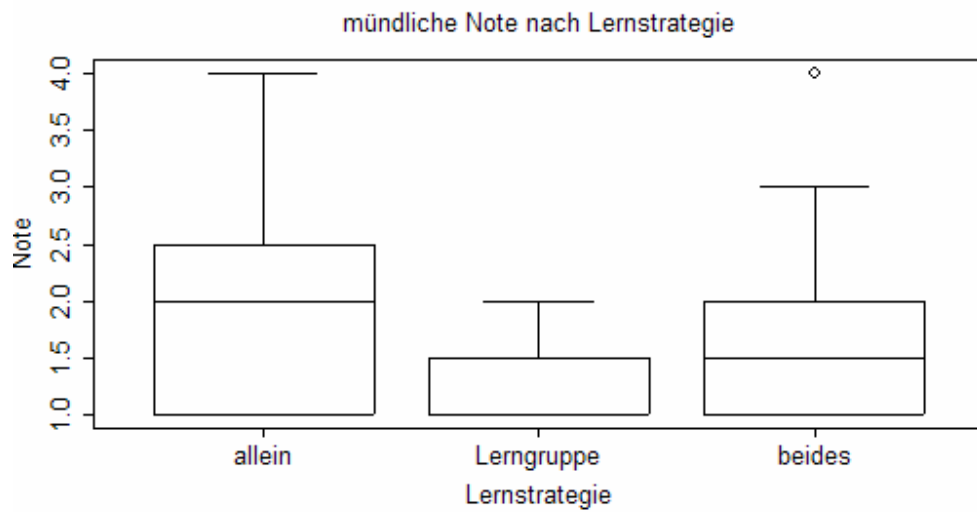 mündliche Note nach Lernstrategie
Note
4.0
3.5
3.0
2.5
2.0
1.5
1.0
allein Lerngruppe beides
Lernstrategie